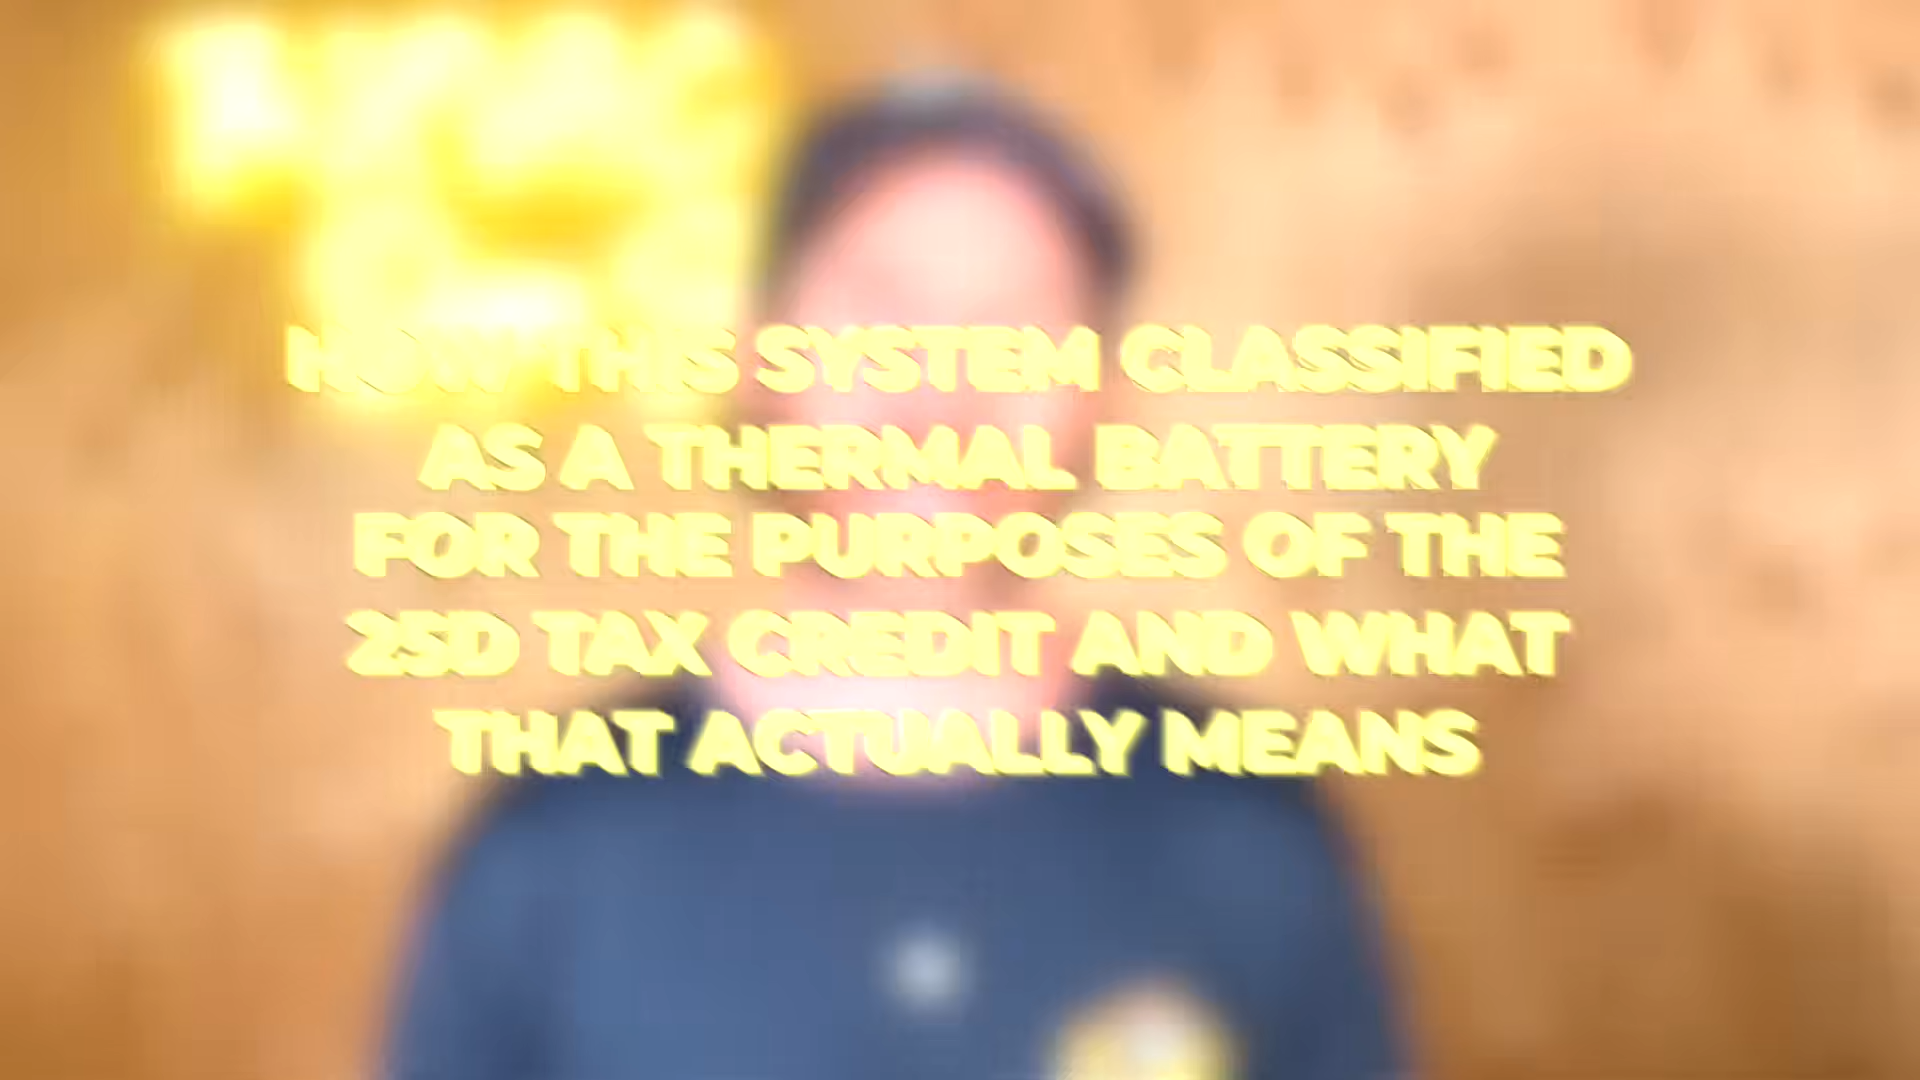 HOW THIS SYSTEM CLASSIFIED
AS A THERMAL BATTERY
FOR THE PURPOSES OF THE
25D TAX CREDIT AND WHAT
THAT ACTUALLY MEANS